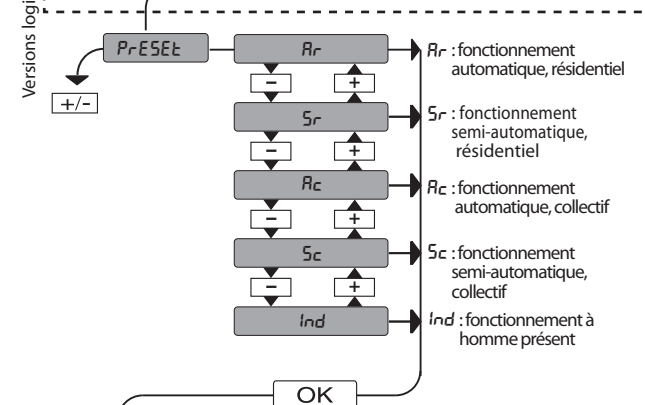 Versions logi
PrESEt
+/-
Ar
Ar : fonctionnement
automatique, résidentiel
- +
Sr
Sr : fonctionnement
semi-automatique,
résidentiel
- +
Ac
Ac : fonctionnement
automatique, collectif
- +
Sc
Sc : fonctionnement
semi-automatique,
collectif
- +
Ind
Ind : fonctionnement à
homme présent
OK